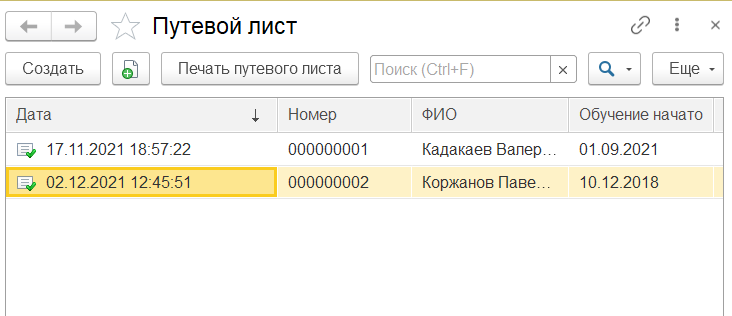 Путевой лист
Создать Печать путевого листа Поиск (Ctrl+F) Еще
Дата Номер ФИО Обучение начато
17.11.2021 18:57:22 000000001 Кадакаев Валер... 01.09.2021
02.12.2021 12:45:51 000000002 Коржанов Паве... 10.12.2018